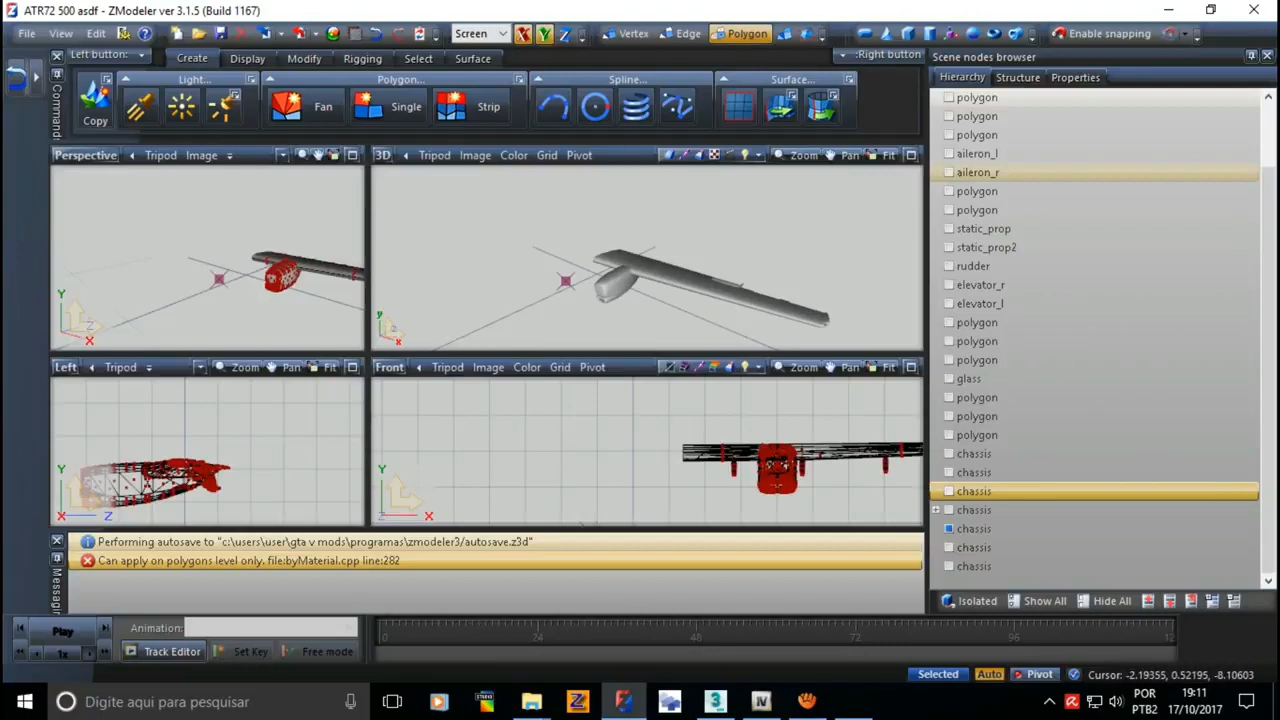 ATR72 500 asdf - ZModeler ver 3.1.5 (Build 1167)
File View Edit Screen X Y Z Vertex Edge Polygon Enable snapping
Left button: Create Display Modify Rigging Select Surface :Right button
Scene nodes browser
Hierarchy Structure Properties
Commands
Light... Polygon... Spline... Surface...
Copy Fan Single Strip
Perspective Tripod Image
3D Tripod Image Color Grid Pivot Zoom Pan Fit
Y
Z
X
y
z
x
Left Tripod Zoom Pan Fit
Front Tripod Image Color Grid Pivot Zoom Pan Fit
Y
X Z
Y
Z X
polygon
polygon
polygon
aileron_l
aileron_r
polygon
polygon
static_prop
static_prop2
rudder
elevator_r
elevator_l
polygon
polygon
polygon
glass
polygon
polygon
polygon
chassis
chassis
chassis
chassis
chassis
chassis
chassis
Isolated Show All Hide All
Messaging
Performing autosave to "c:\users\user\gta v mods\programas\zmodeler3/autosave.z3d"
Can apply on polygons level only. file:byMaterial.cpp line:282
Play
1x
Animation:
Track Editor Set Key Free mode
0 24 48 72 96 12
Selected Auto Pivot Cursor: -2.19355, 0.52195, -8.10603
Digite aqui para pesquisar
POR
PTB2
19:11
17/10/2017